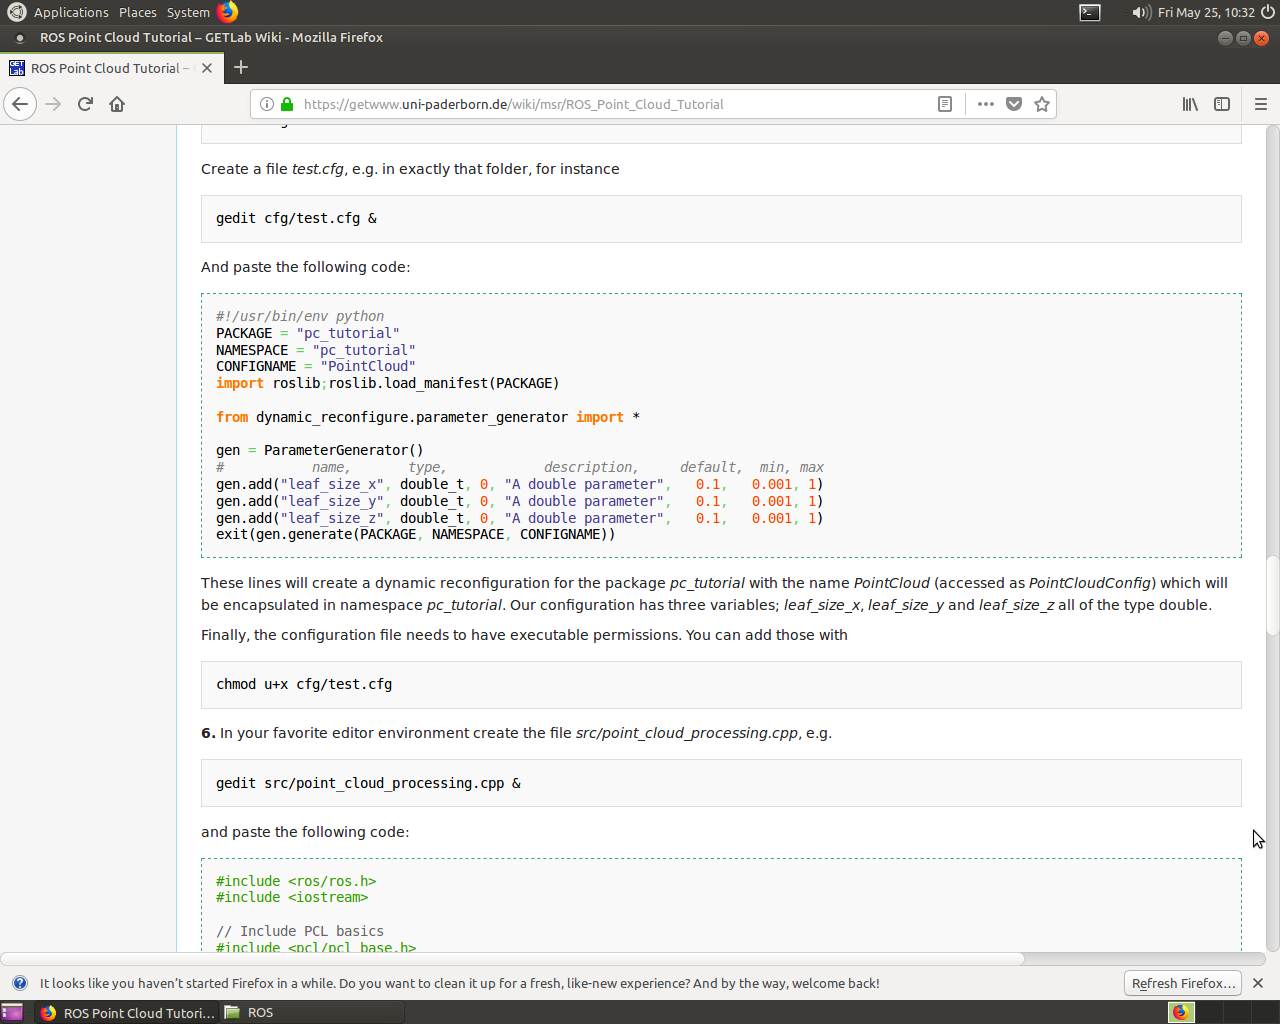 Applications Places System Fri May 25, 10:32
ROS Point Cloud Tutorial – GETLab Wiki - Mozilla Firefox
GET Lab ROS Point Cloud Tutorial –
https://getwww.uni-paderborn.de/wiki/msr/ROS_Point_Cloud_Tutorial
Create a file test.cfg, e.g. in exactly that folder, for instance
gedit cfg/test.cfg &
And paste the following code:
#!/usr/bin/env python
PACKAGE = "pc_tutorial"
NAMESPACE = "pc_tutorial"
CONFIGNAME = "PointCloud"
import roslib;roslib.load_manifest(PACKAGE)
from dynamic_reconfigure.parameter_generator import *
gen = ParameterGenerator()
# name, type, description, default, min, max
gen.add("leaf_size_x", double_t, 0, "A double parameter", 0.1, 0.001, 1)
gen.add("leaf_size_y", double_t, 0, "A double parameter", 0.1, 0.001, 1)
gen.add("leaf_size_z", double_t, 0, "A double parameter", 0.1, 0.001, 1)
exit(gen.generate(PACKAGE, NAMESPACE, CONFIGNAME))
These lines will create a dynamic reconfiguration for the package pc_tutorial with the name PointCloud (accessed as PointCloudConfig) which will
be encapsulated in namespace pc_tutorial. Our configuration has three variables; leaf_size_x, leaf_size_y and leaf_size_z all of the type double.
Finally, the configuration file needs to have executable permissions. You can add those with
chmod u+x cfg/test.cfg
6. In your favorite editor environment create the file src/point_cloud_processing.cpp, e.g.
gedit src/point_cloud_processing.cpp &
and paste the following code:
#include <ros/ros.h>
#include <iostream>
// Include PCL basics
#include <pcl/pcl_base.h>
It looks like you haven't started Firefox in a while. Do you want to clean it up for a fresh, like-new experience? And by the way, welcome back! Refresh Firefox...
ROS Point Cloud Tutori... ROS